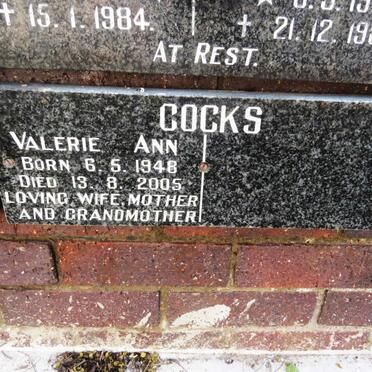 ✝ 15.1.1984.
✝ 21.12.19
AT REST.
COCKS
VALERIE ANN
BORN 6.5.1948
DIED 13.8.2005
LOVING WIFE, MOTHER
AND GRANDMOTHER